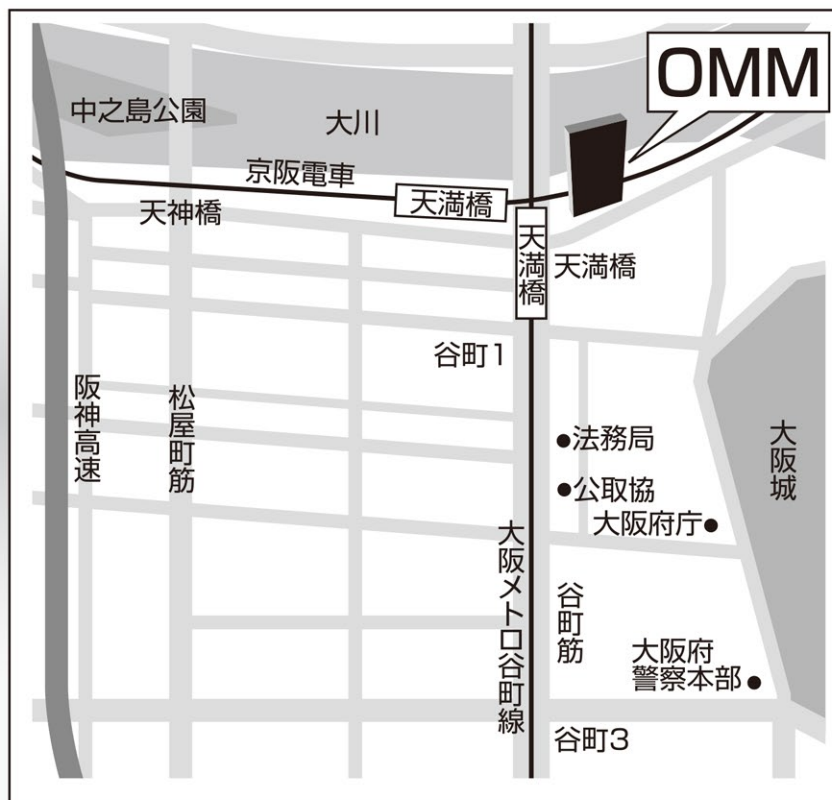 OMM
中之島公園
大川
京阪電車
天満橋
天神橋
天満橋
天満橋
谷町1
阪神高速
松屋町筋
法務局
公取協
大阪府庁
大阪城
大阪メトロ谷町線
谷町筋
大阪府
警察本部
谷町3